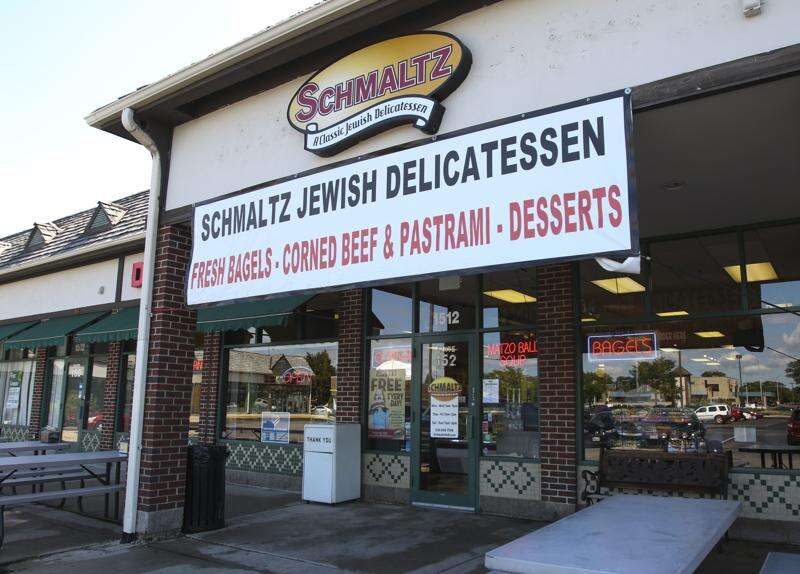 SCHMALTZ
A Classic Jewish Delicatessen
SCHMALTZ JEWISH DELICATESSEN
FRESH BAGELS - CORNED BEEF & PASTRAMI - DESSERTS
1512
MATZO BALL
SOUP
BAGELS
OPEN
FREE
THANK YOU
SCHMALTZ